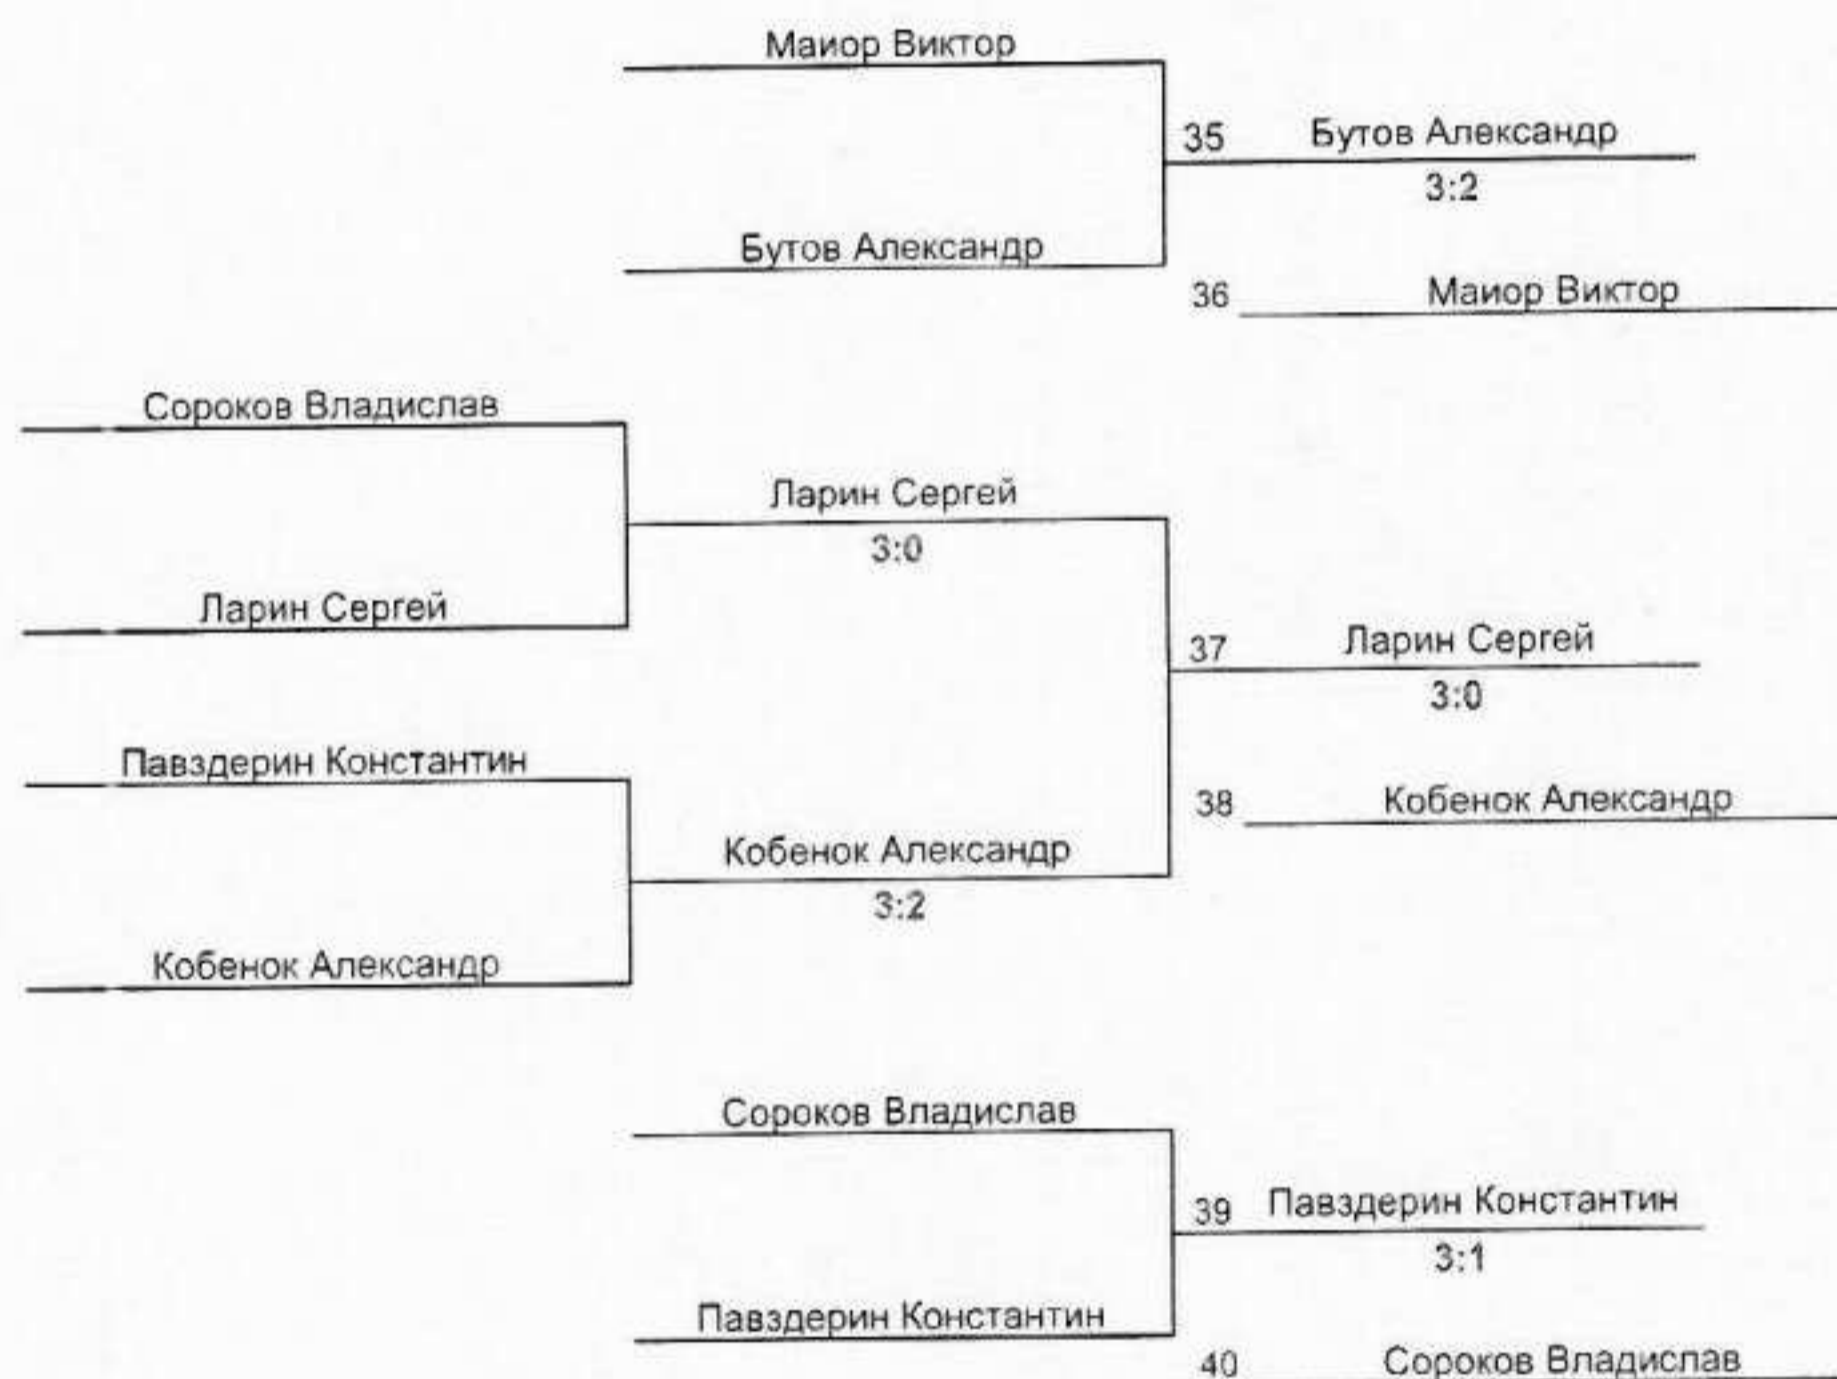 Маиор Виктор
35 Бутов Александр
3:2
Бутов Александр
36 Маиор Виктор
Сороков Владислав
Ларин Сергей
3:0
Ларин Сергей
37 Ларин Сергей
3:0
Павздерин Константин
38 Кобенок Александр
Кобенок Александр
3:2
Кобенок Александр
Сороков Владислав
39 Павздерин Константин
3:1
Павздерин Константин
40 Сороков Владислав